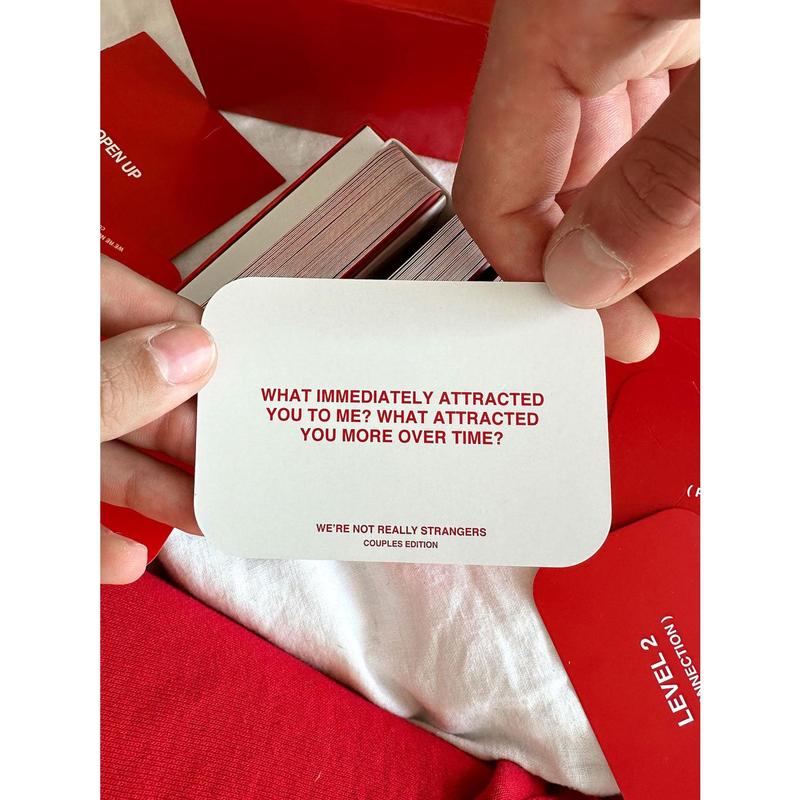 OPEN UP
WHAT IMMEDIATELY ATTRACTED
YOU TO ME? WHAT ATTRACTED
YOU MORE OVER TIME?
WE'RE NOT REALLY STRANGERS
COUPLES EDITION
LEVEL 2